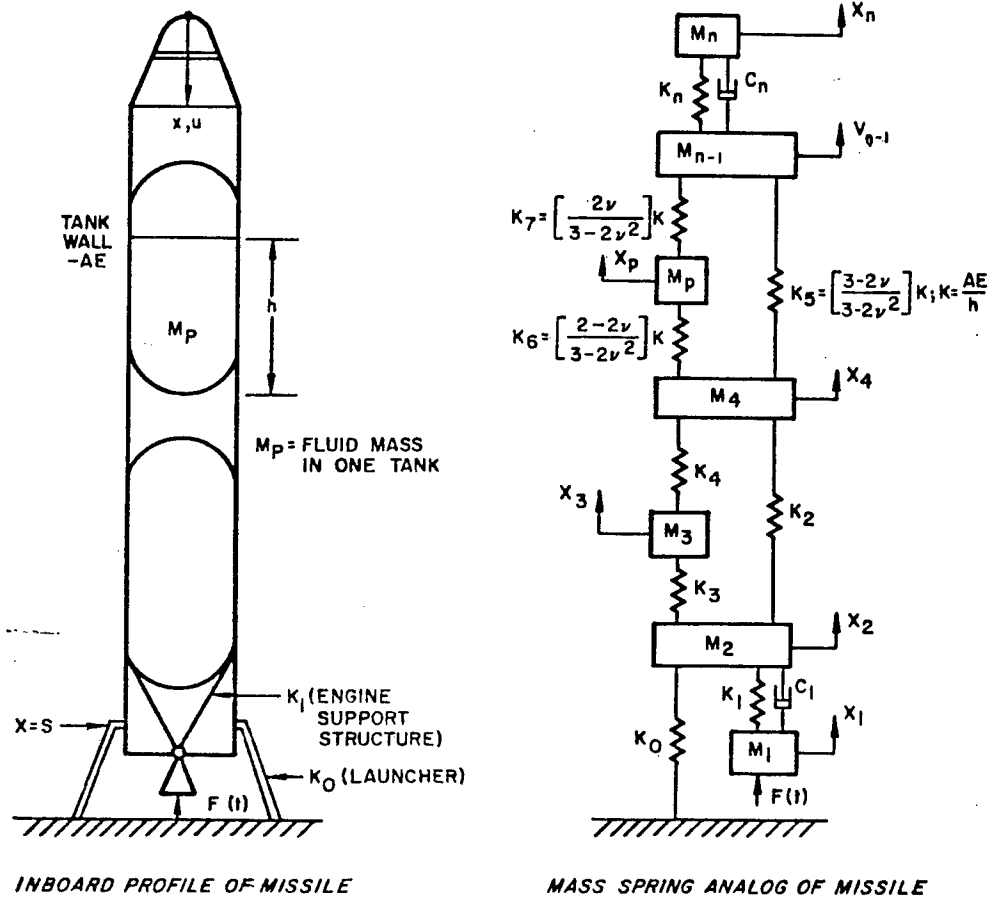 x,u
TANK
WALL
-AE
h
Mp
Mp = FLUID MASS
IN ONE TANK
X=S
K1 (ENGINE
SUPPORT
STRUCTURE)
K0 (LAUNCHER)
F (t)
INBOARD PROFILE OF MISSILE
Xn
Mn
Kn
Cn
Vn-1
Mn-1
K7=[2ν/3-2ν²]K
Xp
Mp
K5=[3-2ν/3-2ν²]K; K=AE/h
K6=[2-2ν/3-2ν²]K
X4
M4
K4
X3
M3
K2
K3
X2
M2
K1
C1
X1
K0
M1
F(t)
MASS SPRING ANALOG OF MISSILE